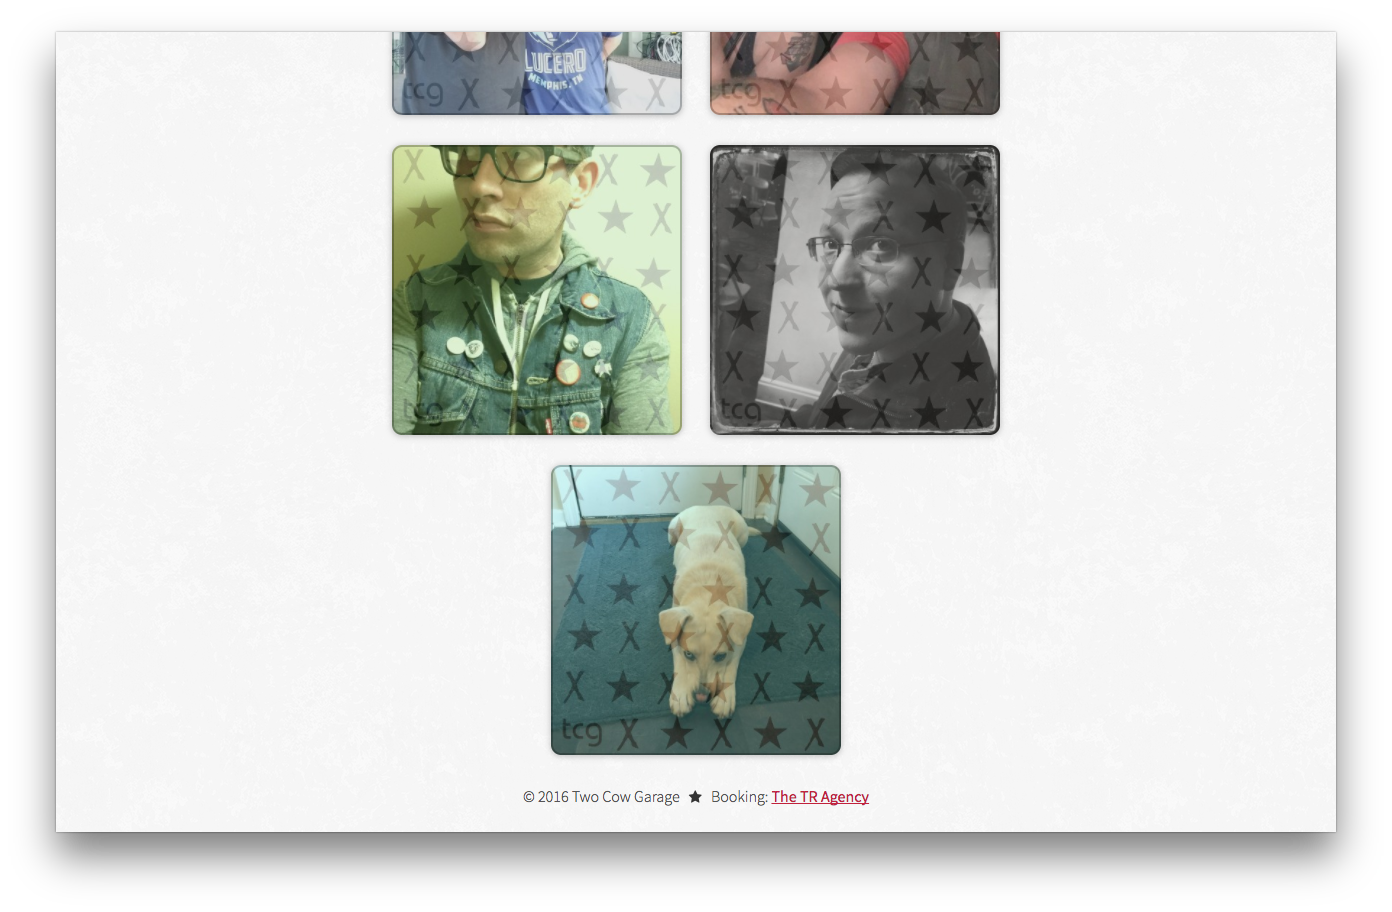 LUCERO
MEMPHIS, TN
tcg
tcg
tcg
tcg
tcg
© 2016 Two Cow Garage ★ Booking: The TR Agency